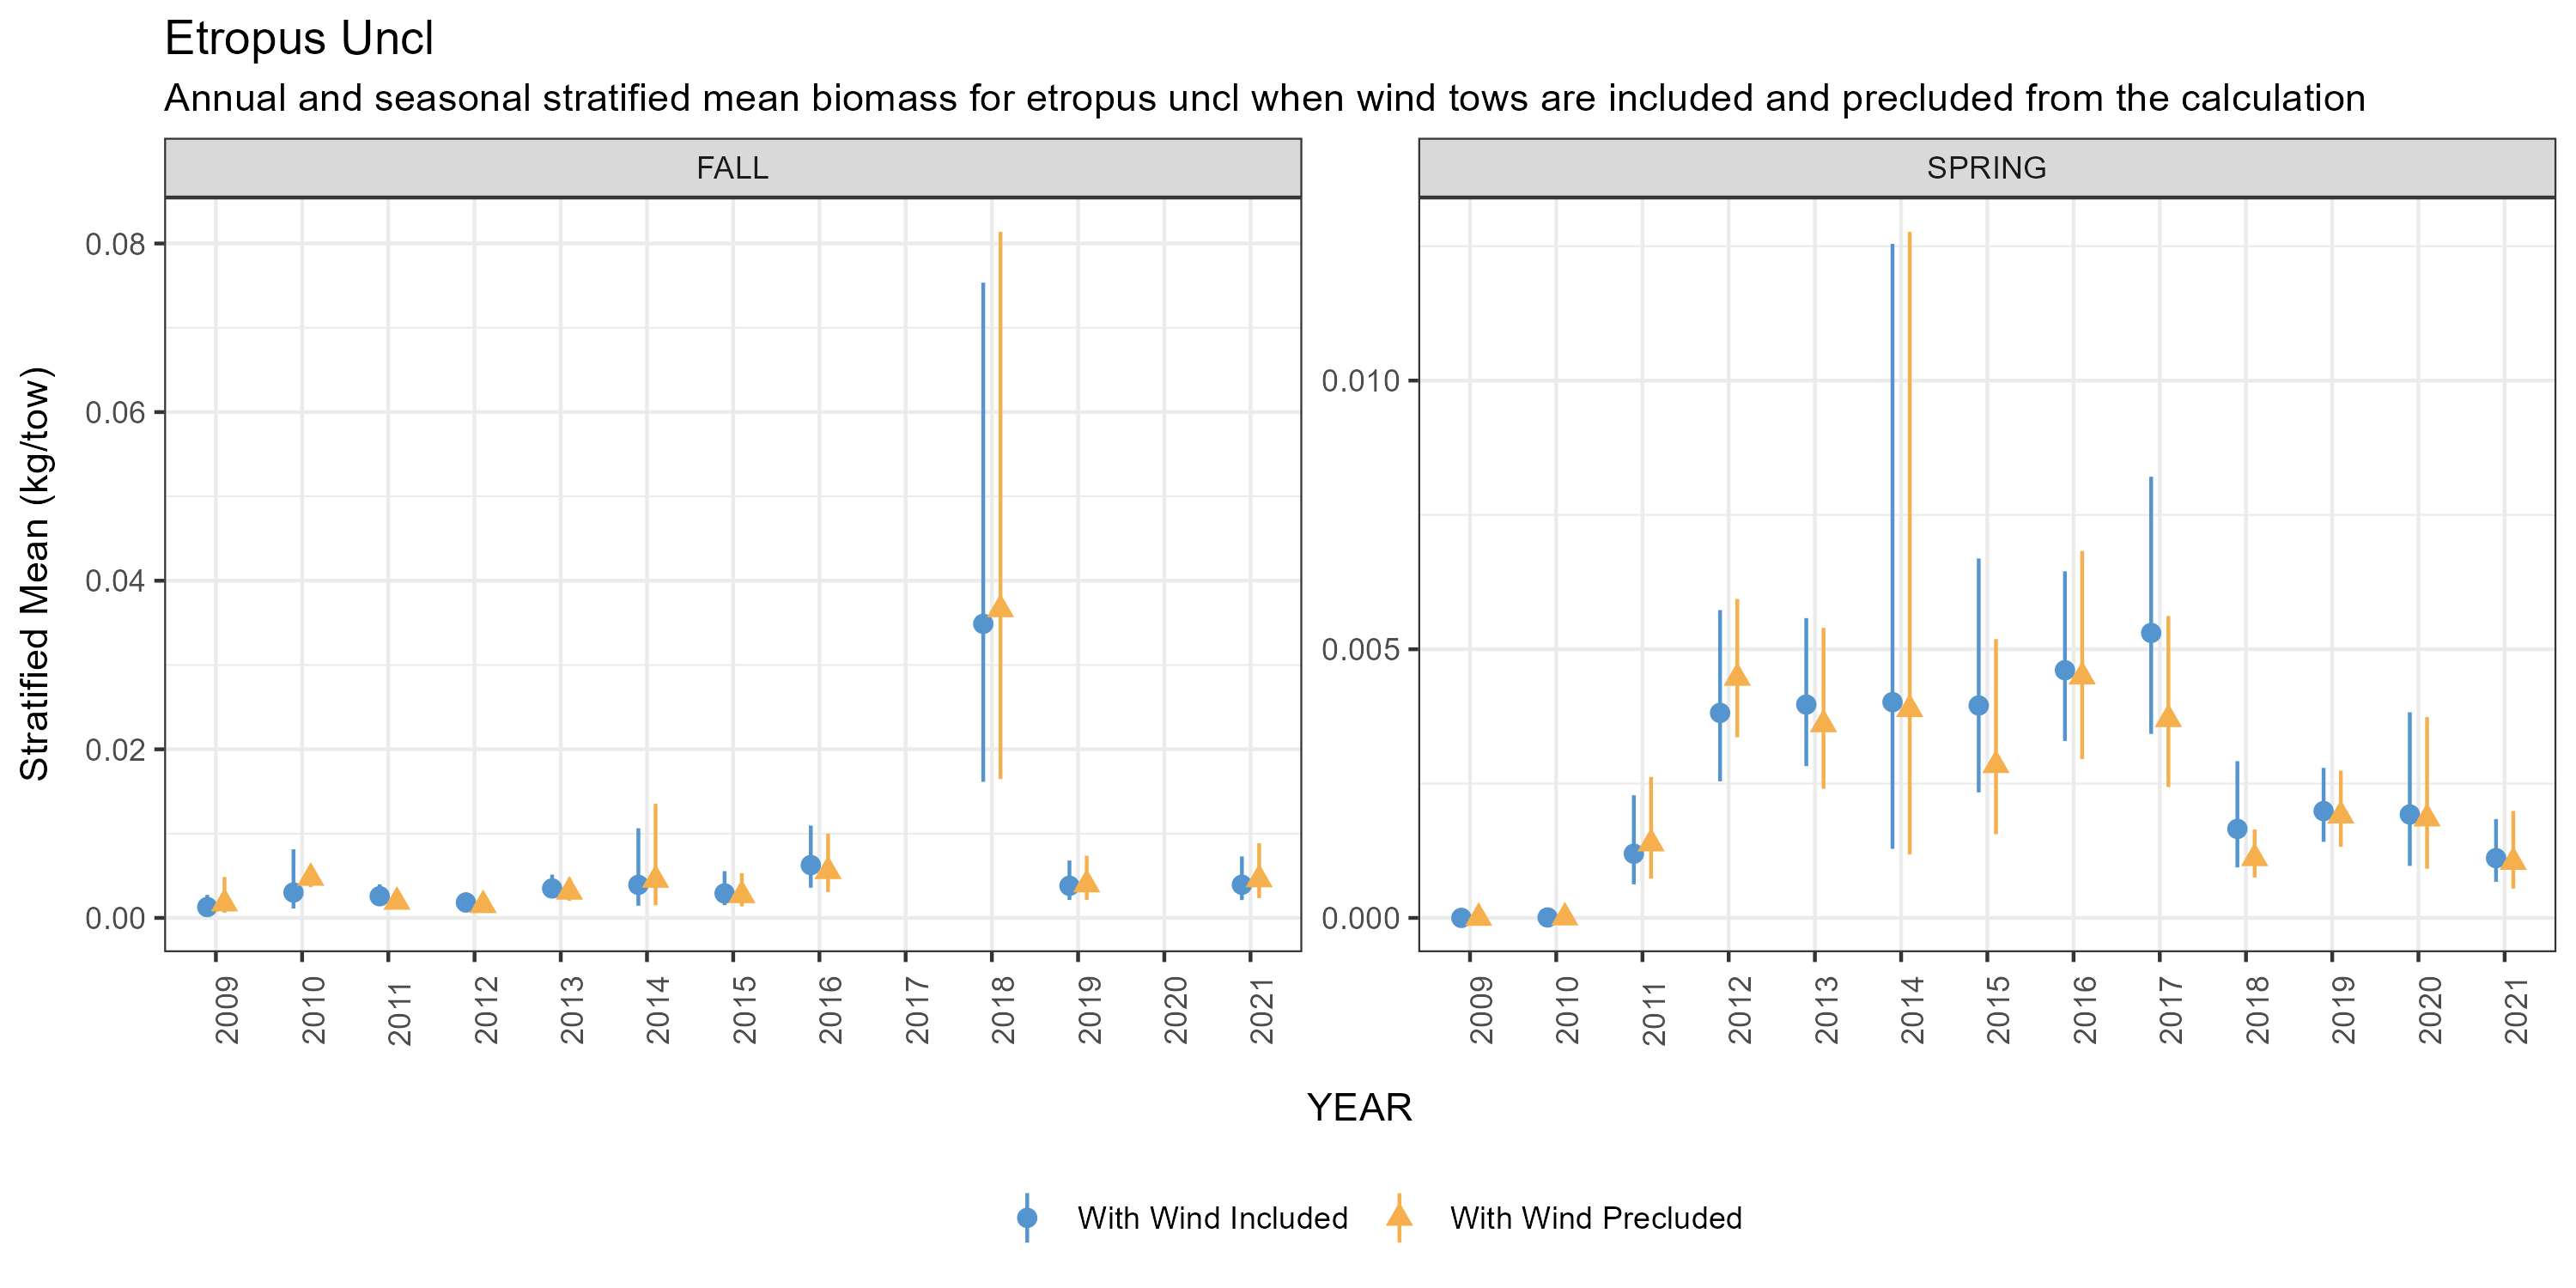 Etropus Uncl
Annual and seasonal stratified mean biomass for etropus uncl when wind tows are included and precluded from the calculation
FALL
SPRING
Stratified Mean (kg/tow)
0.08
0.06
0.04
0.02
0.00
0.010
0.005
0.000
2009 2010 2011 2012 2013 2014 2015 2016 2017 2018 2019 2020 2021
2009 2010 2011 2012 2013 2014 2015 2016 2017 2018 2019 2020 2021
YEAR
With Wind Included
With Wind Precluded